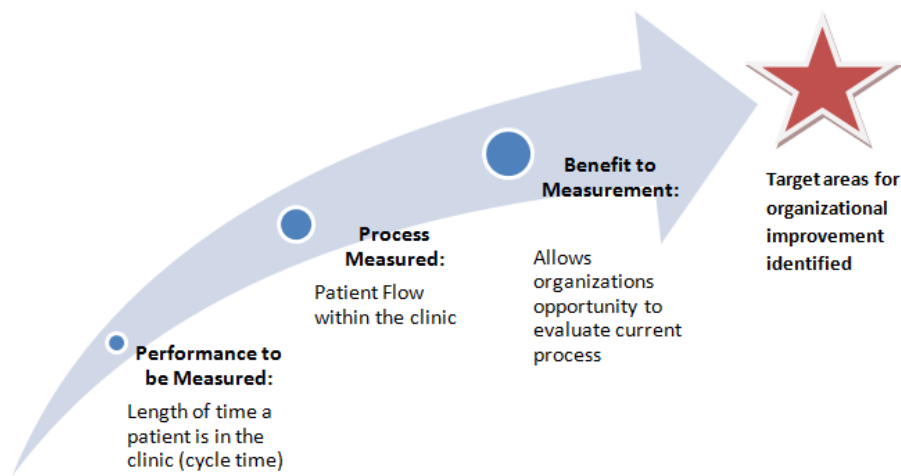 Performance to
be Measured:
Length of time a
patient is in the
clinic (cycle time)
Process
Measured:
Patient Flow
within the clinic
Benefit to
Measurement:
Allows
organizations
opportunity to
evaluate current
process
Target areas for
organizational
improvement
identified